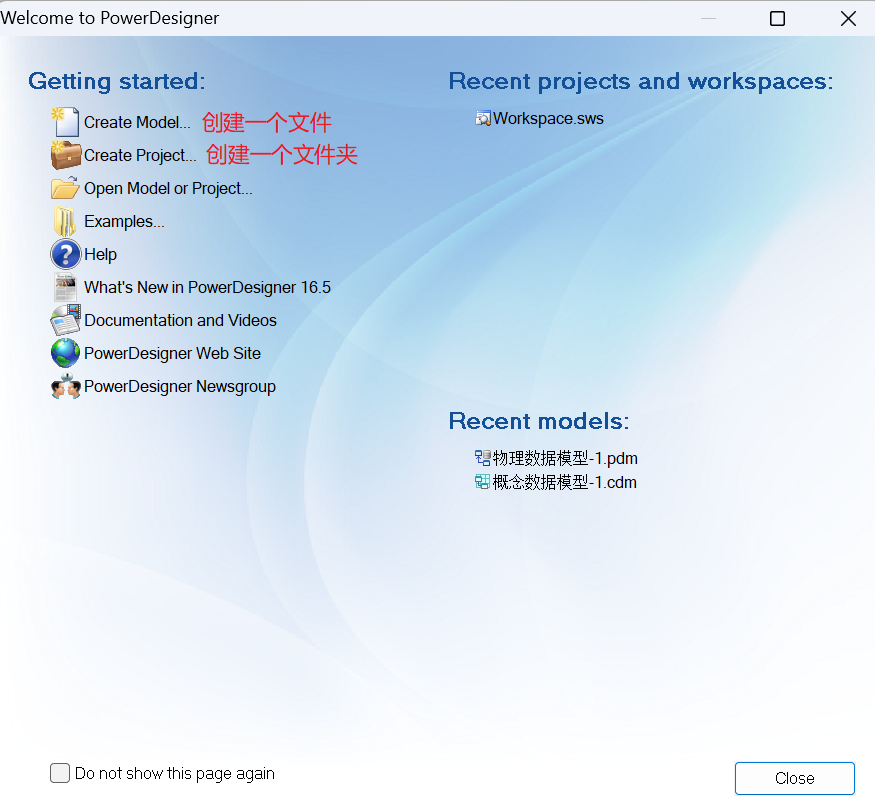 Welcome to PowerDesigner
Getting started:
Create Model... 创建一个文件
Create Project... 创建一个文件夹
Open Model or Project...
Examples...
Help
What's New in PowerDesigner 16.5
Documentation and Videos
PowerDesigner Web Site
PowerDesigner Newsgroup
Recent projects and workspaces:
Workspace.sws
Recent models:
物理数据模型-1.pdm
概念数据模型-1.cdm
Do not show this page again
Close